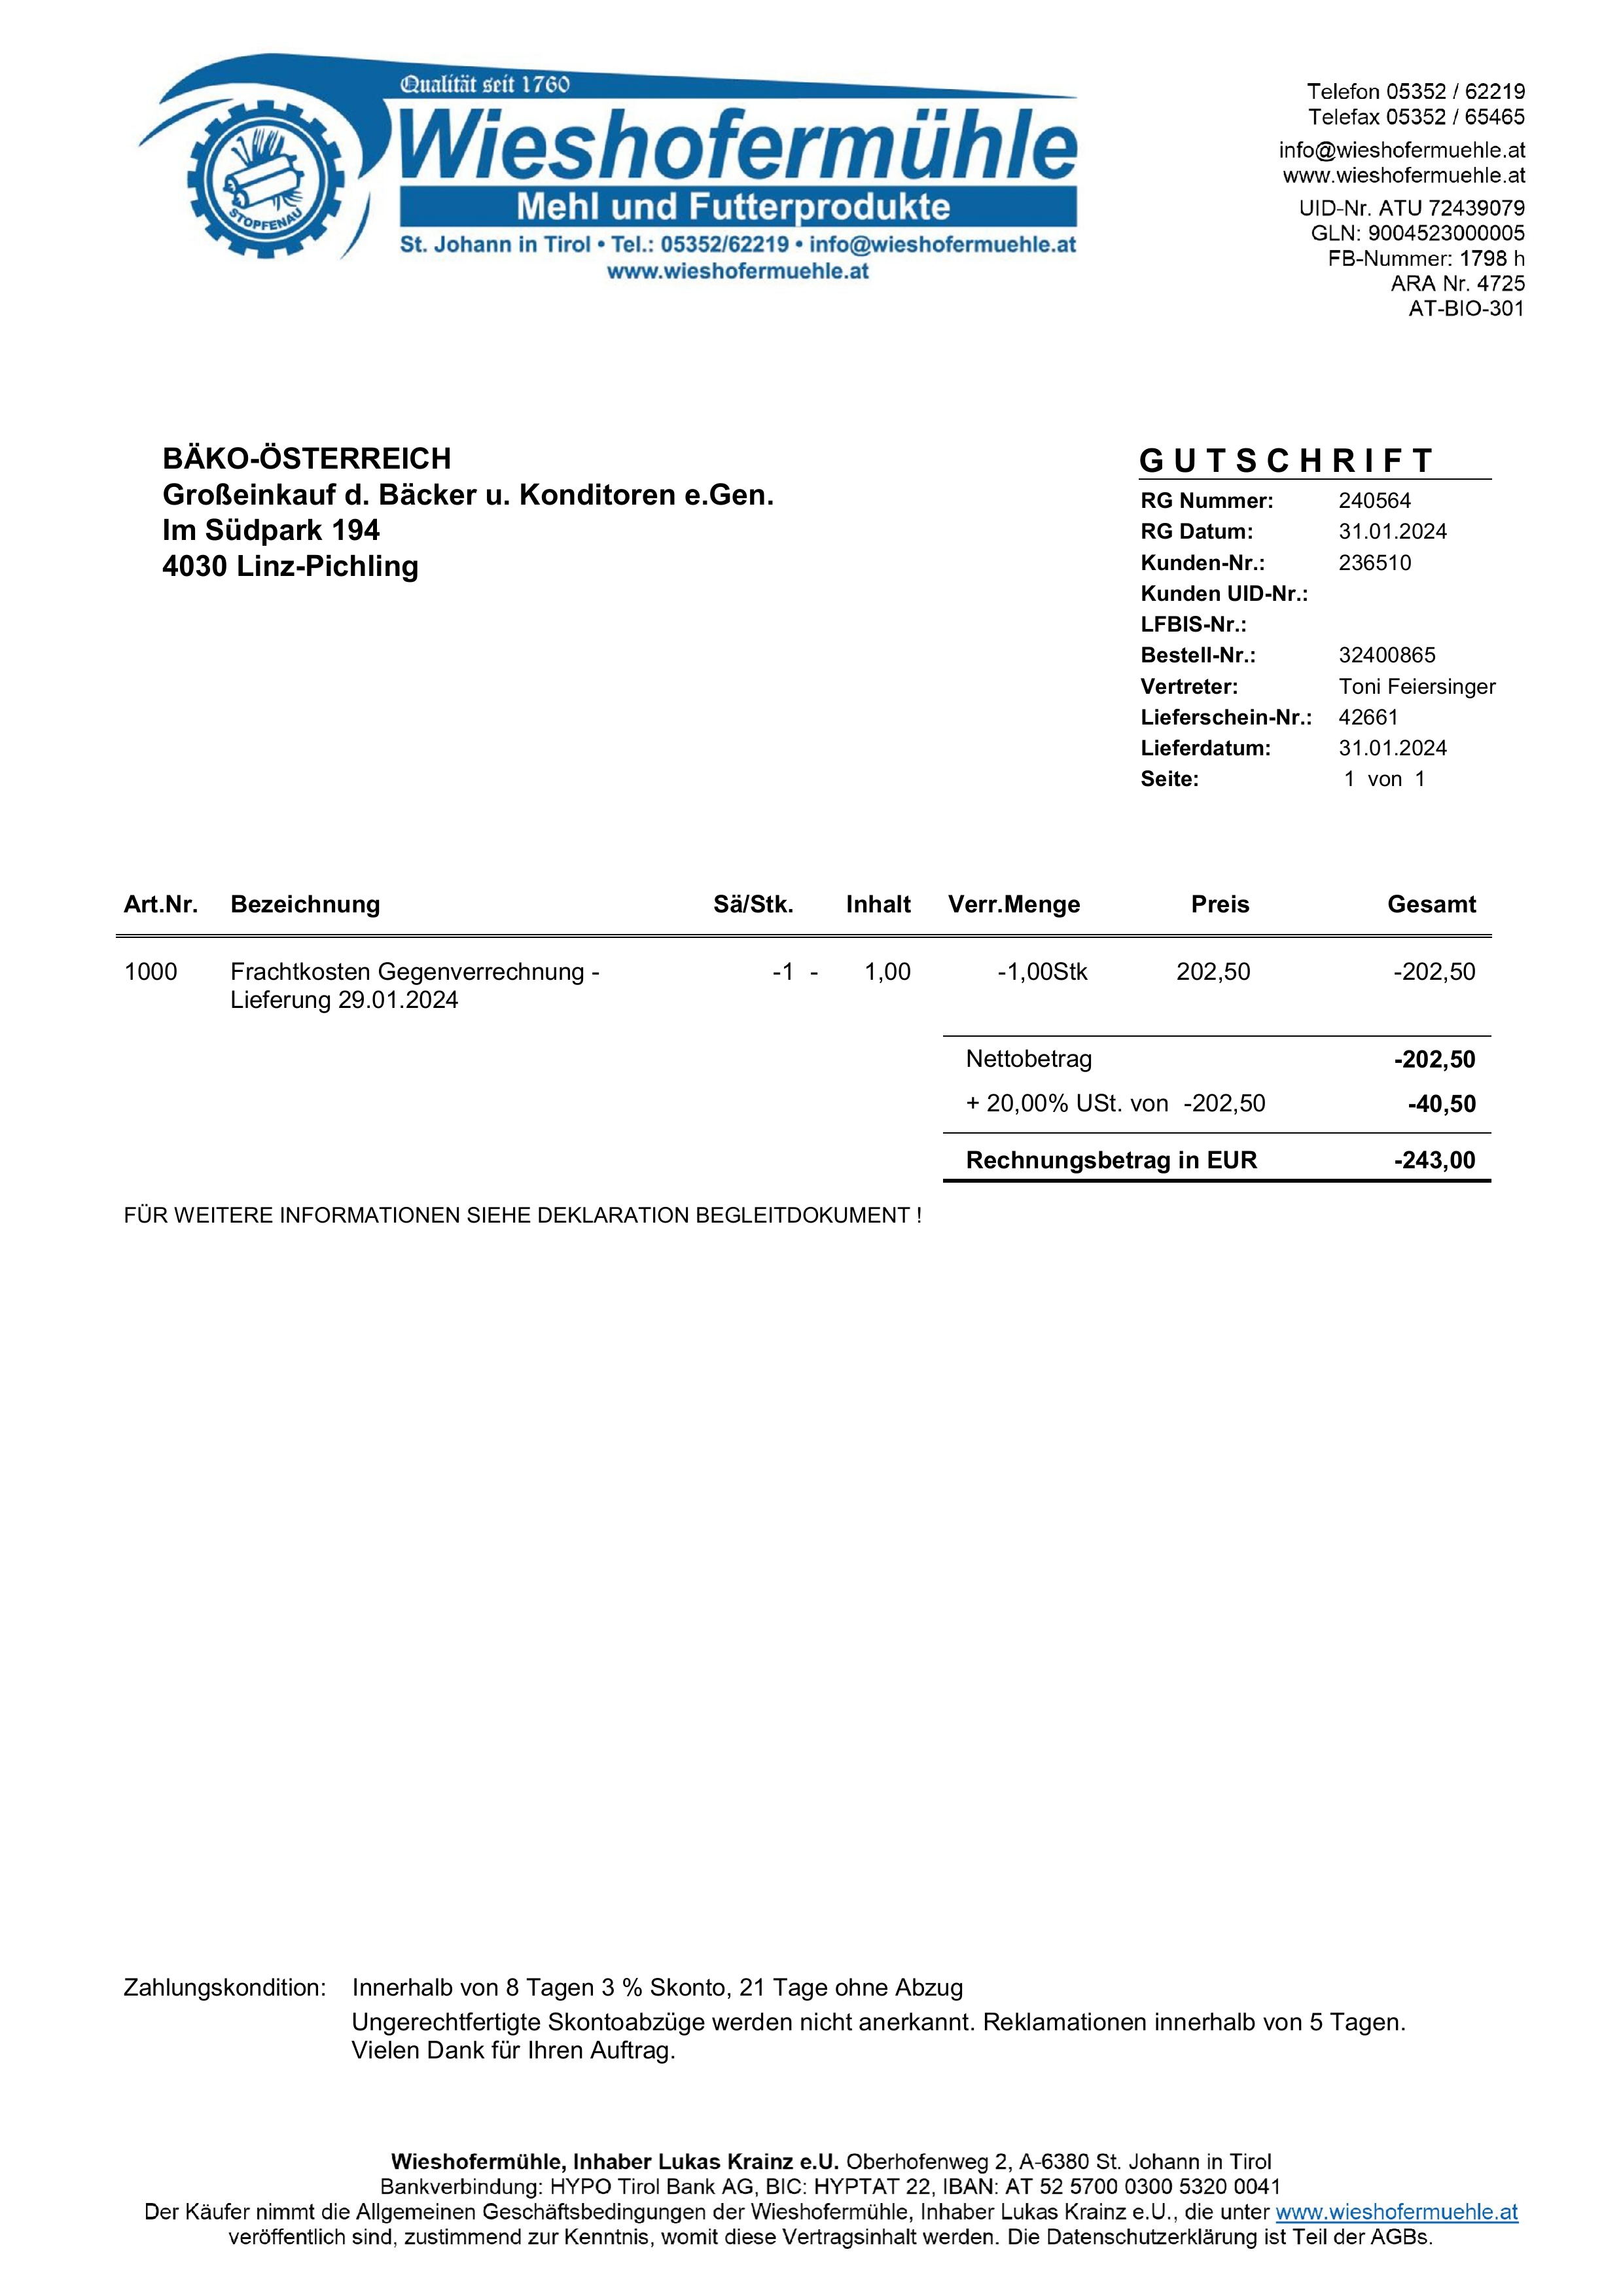 Qualität seit 1760
Wieshofermühle
Mehl und Futterprodukte
St. Johann in Tirol • Tel.: 05352/62219 • info@wieshofermuehle.at
www.wieshofermuehle.at
STOPFENAU
Telefon 05352 / 62219
Telefax 05352 / 65465
info@wieshofermuehle.at
www.wieshofermuehle.at
UID-Nr. ATU 72439079
GLN: 9004523000005
FB-Nummer: 1798 h
ARA Nr. 4725
AT-BIO-301
BÄKO-ÖSTERREICH
Großeinkauf d. Bäcker u. Konditoren e.Gen.
Im Südpark 194
4030 Linz-Pichling
GUTSCHRIFT
RG Nummer: 240564
RG Datum: 31.01.2024
Kunden-Nr.: 236510
Kunden UID-Nr.:
LFBIS-Nr.:
Bestell-Nr.: 32400865
Vertreter: Toni Feiersinger
Lieferschein-Nr.: 42661
Lieferdatum: 31.01.2024
Seite: 1 von 1
Art.Nr. Bezeichnung Sä/Stk. Inhalt Verr.Menge Preis Gesamt
1000 Frachtkosten Gegenverrechnung - -1 - 1,00 -1,00Stk 202,50 -202,50
Lieferung 29.01.2024
Nettobetrag -202,50
+ 20,00% USt. von -202,50 -40,50
Rechnungsbetrag in EUR -243,00
FÜR WEITERE INFORMATIONEN SIEHE DEKLARATION BEGLEITDOKUMENT !
Zahlungskondition: Innerhalb von 8 Tagen 3 % Skonto, 21 Tage ohne Abzug
Ungerechtfertigte Skontoabzüge werden nicht anerkannt. Reklamationen innerhalb von 5 Tagen.
Vielen Dank für Ihren Auftrag.
Wieshofermühle, Inhaber Lukas Krainz e.U. Oberhofenweg 2, A-6380 St. Johann in Tirol
Bankverbindung: HYPO Tirol Bank AG, BIC: HYPTAT 22, IBAN: AT 52 5700 0300 5320 0041
Der Käufer nimmt die Allgemeinen Geschäftsbedingungen der Wieshofermühle, Inhaber Lukas Krainz e.U., die unter www.wieshofermuehle.at
veröffentlich sind, zustimmend zur Kenntnis, womit diese Vertragsinhalt werden. Die Datenschutzerklärung ist Teil der AGBs.